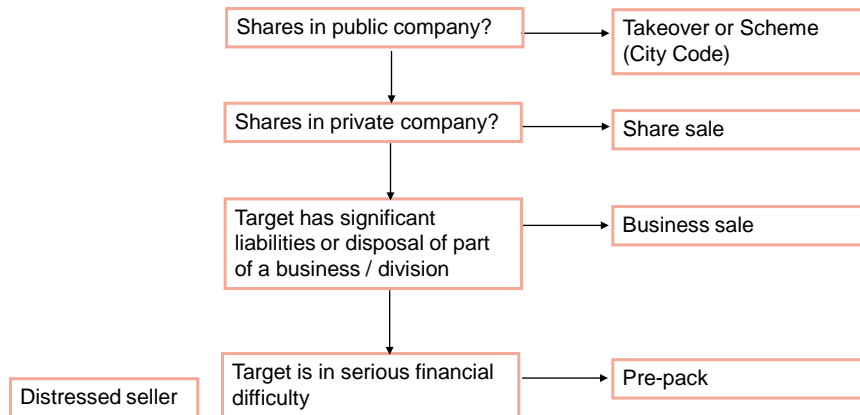 Shares in public company?
Takeover or Scheme
(City Code)
Shares in private company?
Share sale
Target has significant
liabilities or disposal of part
of a business / division
Business sale
Target is in serious financial
difficulty
Pre-pack
Distressed seller